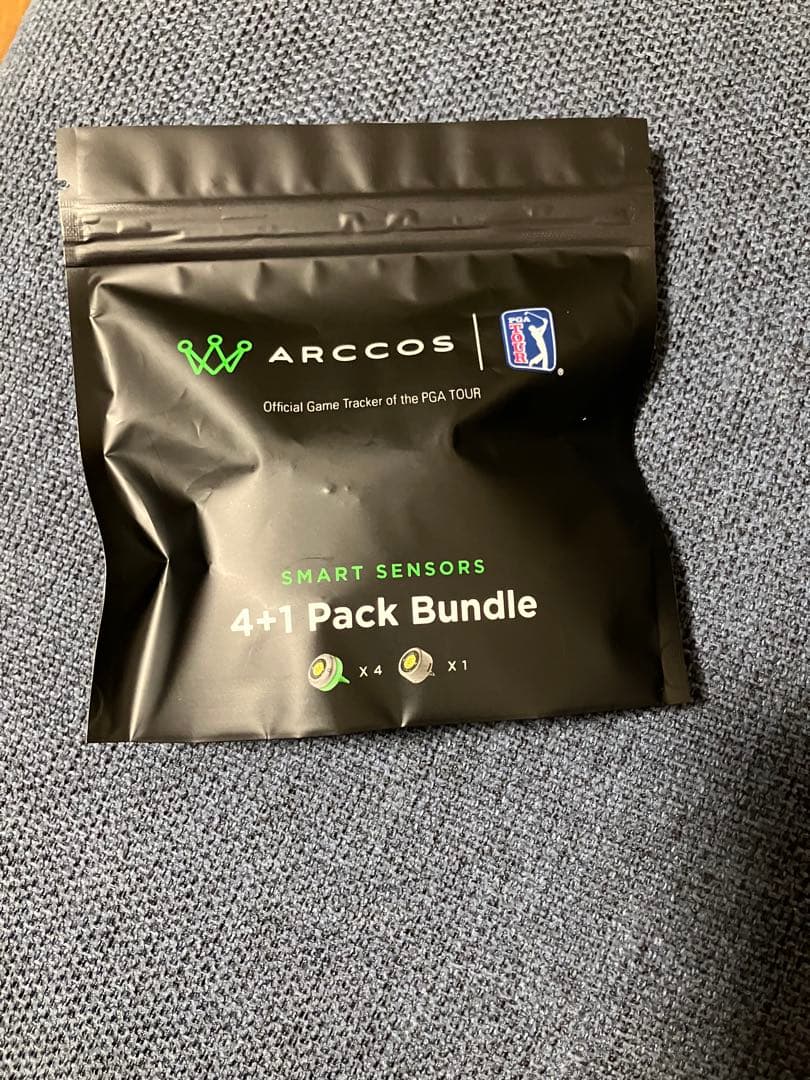 ARCCOS
PGA
TOUR
®
Official Game Tracker of the PGA TOUR
SMART SENSORS
4+1 Pack Bundle
X 4
X 1